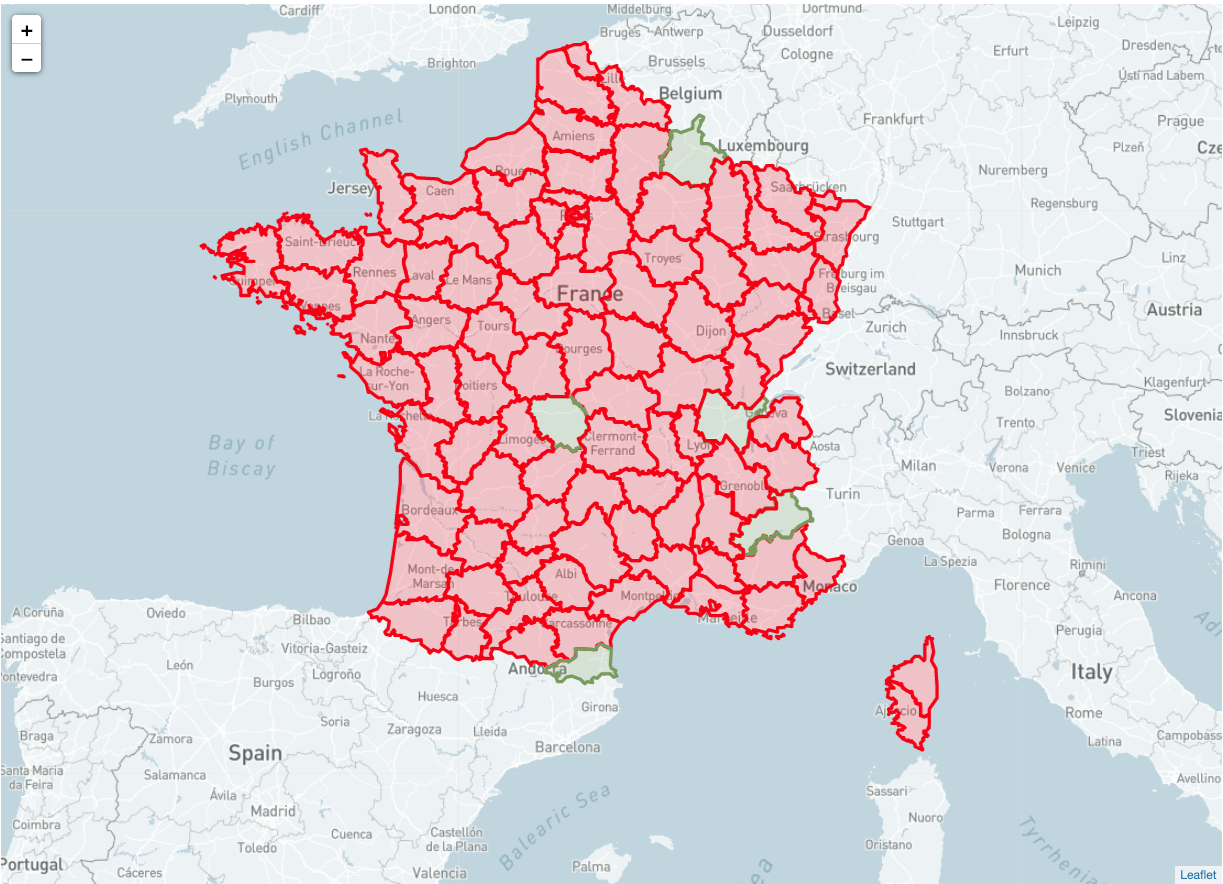 +
−
Cardiff
London
Middelburg
Dortmund
Bruges
Antwerp
Dusseldorf
Leipzig
Cologne
Erfurt
Dresden
Brighton
Lille
Brussels
Ústí nad Labem
Plymouth
Belgium
Frankfurt
Prague
English Channel
Amiens
Luxembourg
Plzeň
Cze
Rouen
Nuremberg
Jersey
Caen
Saarbrücken
Regensburg
Paris
Stuttgart
Saint-Brieuc
Strasbourg
Troyes
Linz
Quimper
Rennes
Laval
Le Mans
Freiburg im
Breisgau
Munich
Vannes
France
Austria
Angers
Tours
Dijon
Basel
Zurich
Innsbruck
Nantes
Bourges
La Roche-
sur-Yon
Poitiers
Switzerland
Klagenfurt
Bolzano
La Rochelle
Geneva
Trento
Slovenia
Bay of
Biscay
Limoges
Clermont-
Ferrand
Lyon
Aosta
Triest
Milan
Verona
Venice
Rijeka
Grenoble
Turin
Bordeaux
Parma
Ferrara
Genoa
Bologna
Mont-de-
Marsan
Albi
La Spezia
Rimini
Monaco
Florence
Toulouse
Montpellier
Ancona
A Coruña
Oviedo
Bilbao
Tarbes
Carcassonne
Marseille
Perugia
Santiago de
Compostela
Pontevedra
León
Vitoria-Gasteiz
Logroño
Andorra
Italy
Burgos
Huesca
Girona
Ajaccio
Rome
Soria
Zaragoza
Lleida
Latina
Campobass
Braga
Zamora
Spain
Barcelona
Santa Maria
da Feira
Salamanca
Avellino
Ávila
Madrid
Balearic Sea
Sassari
Coimbra
Cuenca
Castellón
de la Plana
Nuoro
Tyrrhenia
Toledo
Oristano
Portugal
Cáceres
Valencia
Palma
Leaflet